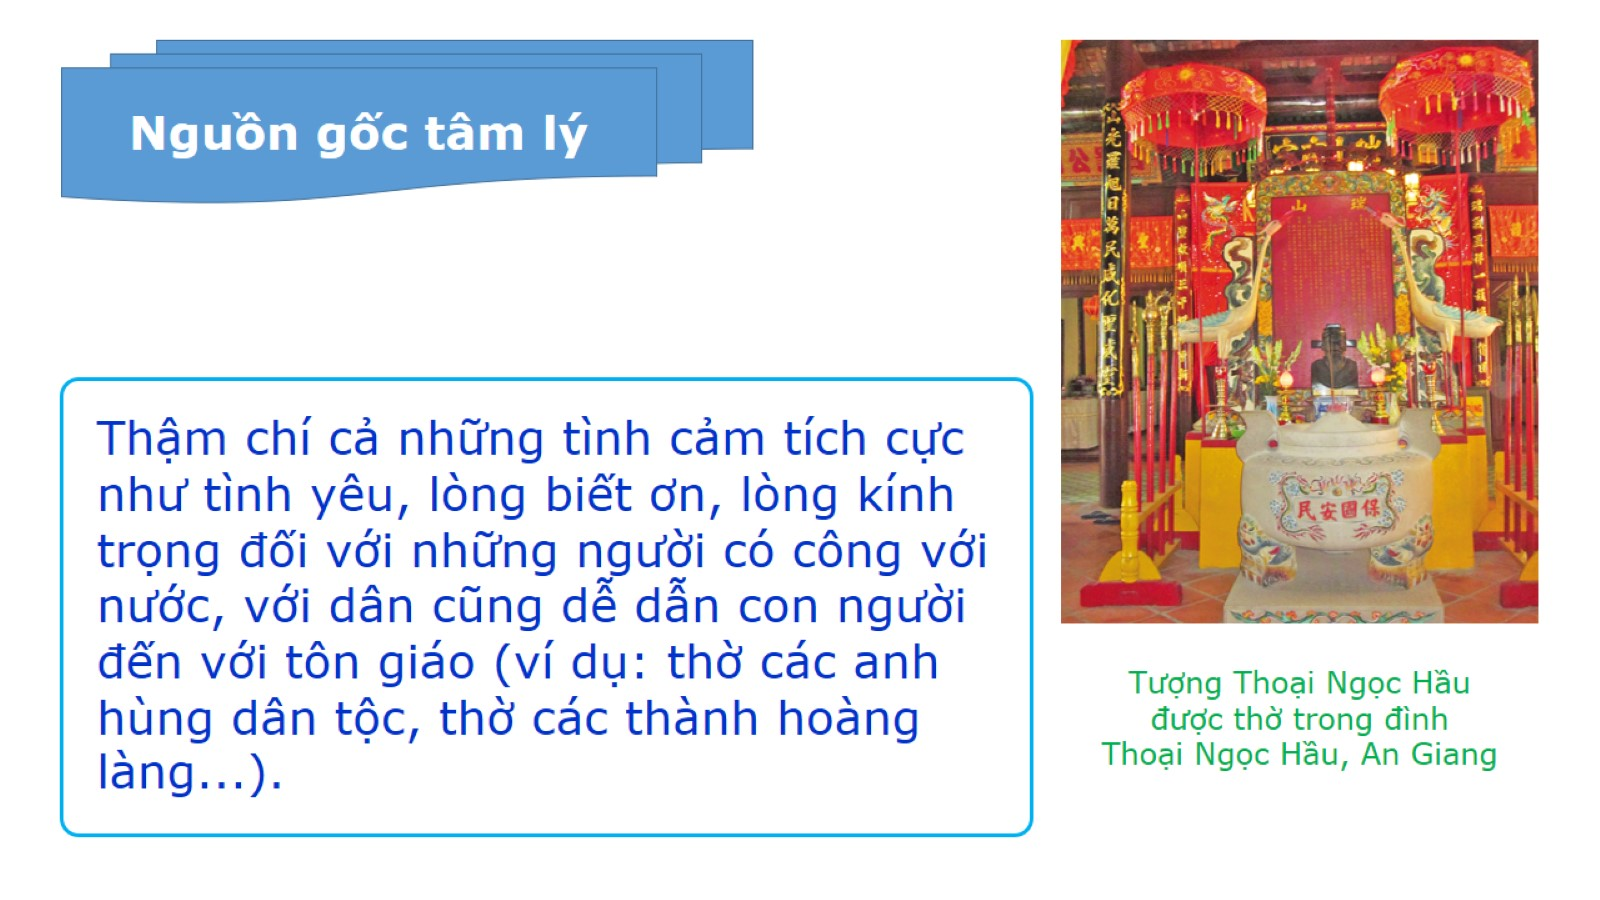 Nguồn gốc tâm lý
Thậm chí cả những tình cảm tích cực
như tình yêu, lòng biết ơn, lòng kính
trọng đối với những người có công với
nước, với dân cũng dễ dẫn con người
đến với tôn giáo (ví dụ: thờ các anh
hùng dân tộc, thờ các thành hoàng
làng...).
山 瑞
民安國保
Tượng Thoại Ngọc Hầu
được thờ trong đình
Thoại Ngọc Hầu, An Giang